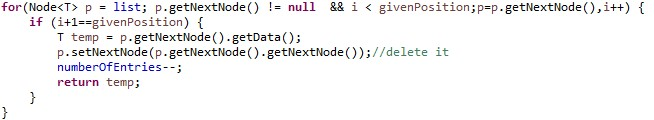 for(Node<T> p = list; p.getNextNode() != null  && i < givenPosition;p=p.getNextNode(),i++) {
    if (i+1==givenPosition) {
        T temp = p.getNextNode().getData();
        p.setNextNode(p.getNextNode().getNextNode());//delete it
        numberOfEntries--;
        return temp;
    }
}